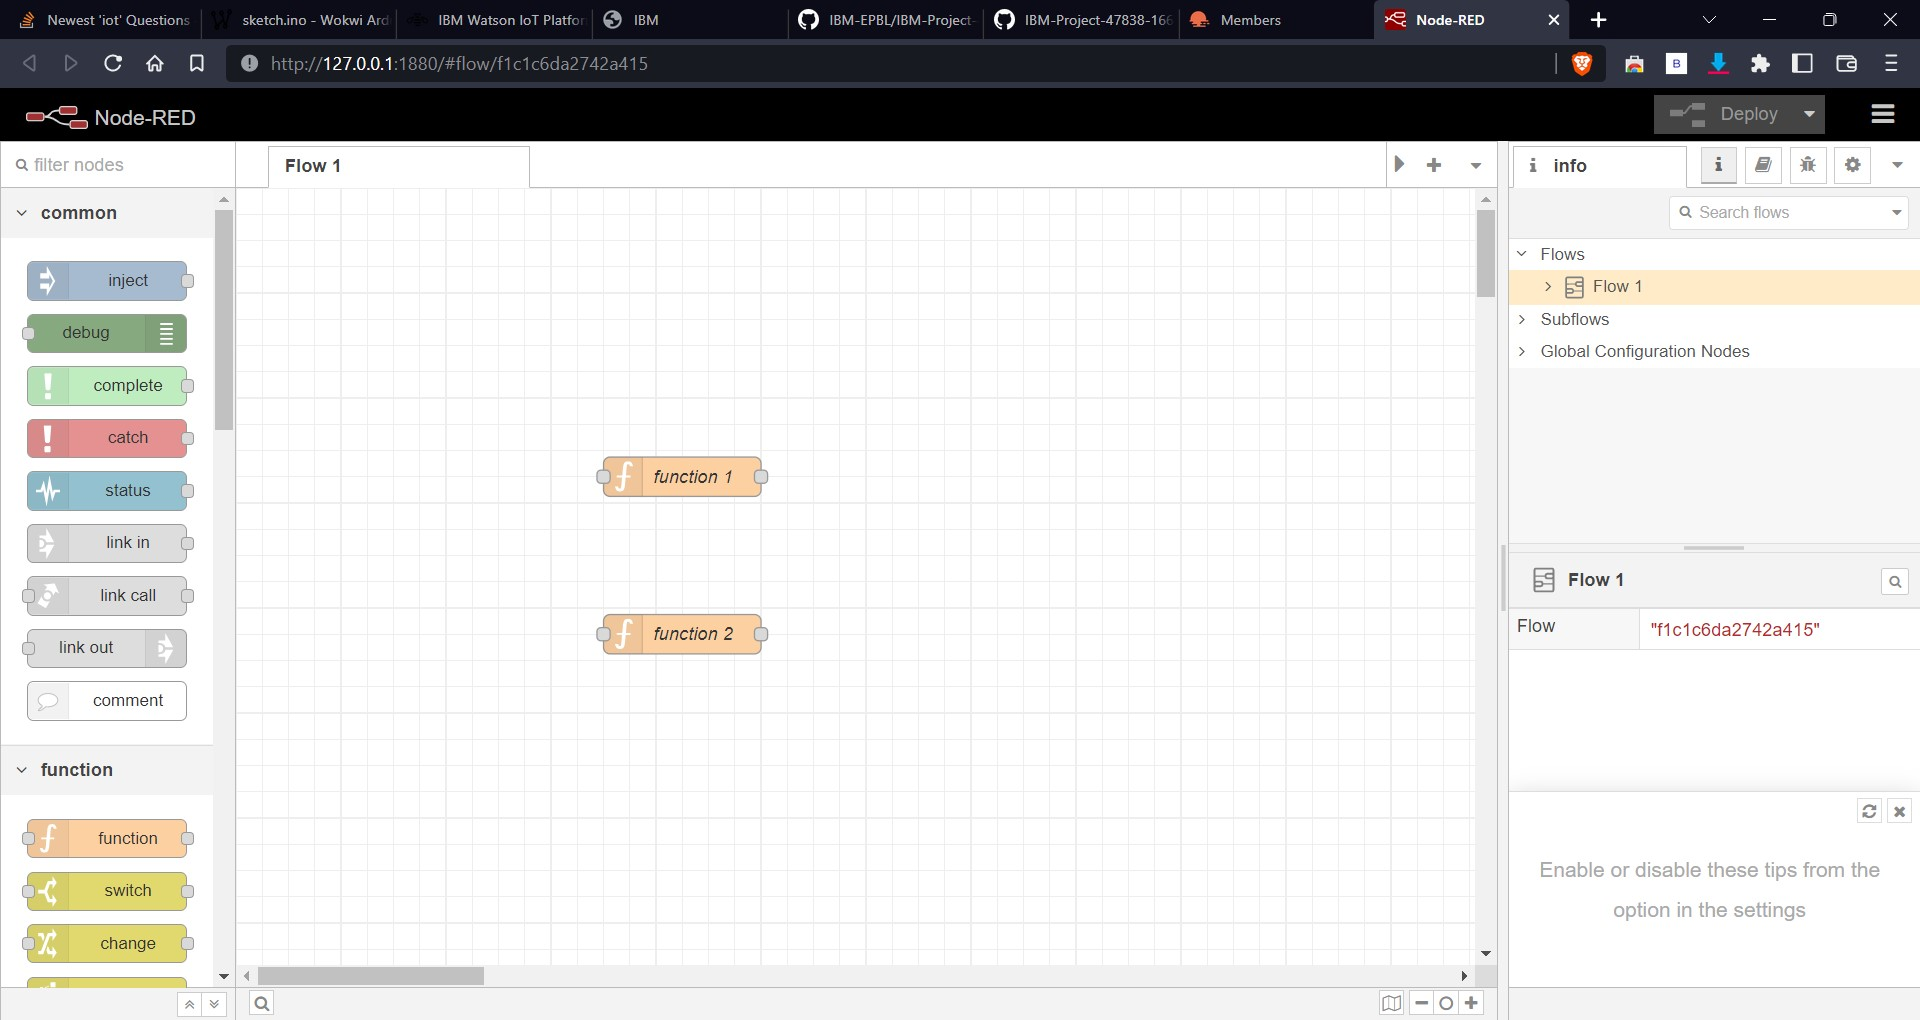 Newest 'iot' Questions
sketch.ino - Wokwi Ard
IBM Watson IoT Platfor
IBM
IBM-EPBL/IBM-Project-
IBM-Project-47838-166
Members
Node-RED
http://127.0.0.1:1880/#flow/f1c1c6da2742a415
B
Node-RED
Deploy
filter nodes
Flow 1
info
common
Search flows
inject
debug
complete
catch
status
link in
link call
link out
comment
function
function
switch
change
function 1
function 2
Flows
Flow 1
Subflows
Global Configuration Nodes
Flow 1
Flow
"f1c1c6da2742a415"
Enable or disable these tips from the
option in the settings